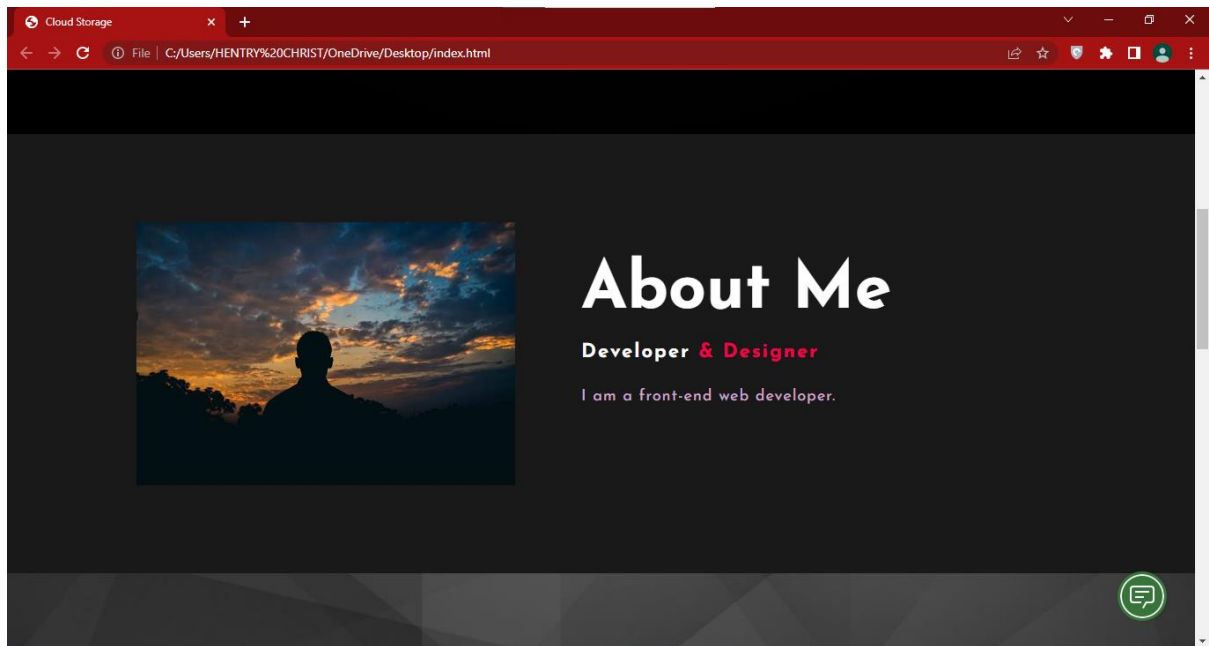 Cloud Storage
File | C:/Users/HENTRY%20CHRIST/OneDrive/Desktop/index.html
About Me
Developer & Designer
I am a front-end web developer.